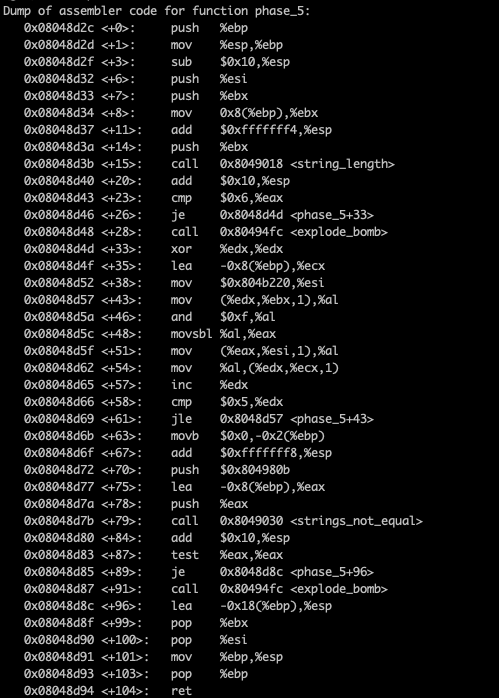 Dump of assembler code for function phase_5:
0x08048d2c <+0>: push %ebp
0x08048d2d <+1>: mov %esp,%ebp
0x08048d2f <+3>: sub $0x10,%esp
0x08048d32 <+6>: push %esi
0x08048d33 <+7>: push %ebx
0x08048d34 <+8>: mov 0x8(%ebp),%ebx
0x08048d37 <+11>: add $0xfffffff4,%esp
0x08048d3a <+14>: push %ebx
0x08048d3b <+15>: call 0x8049018 <string_length>
0x08048d40 <+20>: add $0x10,%esp
0x08048d43 <+23>: cmp $0x6,%eax
0x08048d46 <+26>: je 0x8048d4d <phase_5+33>
0x08048d48 <+28>: call 0x80494fc <explode_bomb>
0x08048d4d <+33>: xor %edx,%edx
0x08048d4f <+35>: lea -0x8(%ebp),%ecx
0x08048d52 <+38>: mov $0x804b220,%esi
0x08048d57 <+43>: mov (%edx,%ebx,1),%al
0x08048d5a <+46>: and $0xf,%al
0x08048d5c <+48>: movsbl %al,%eax
0x08048d5f <+51>: mov (%eax,%esi,1),%al
0x08048d62 <+54>: mov %al,(%edx,%ecx,1)
0x08048d65 <+57>: inc %edx
0x08048d66 <+58>: cmp $0x5,%edx
0x08048d69 <+61>: jle 0x8048d57 <phase_5+43>
0x08048d6b <+63>: movb $0x0,-0x2(%ebp)
0x08048d6f <+67>: add $0xfffffff8,%esp
0x08048d72 <+70>: push $0x804980b
0x08048d77 <+75>: lea -0x8(%ebp),%eax
0x08048d7a <+78>: push %eax
0x08048d7b <+79>: call 0x8049030 <strings_not_equal>
0x08048d80 <+84>: add $0x10,%esp
0x08048d83 <+87>: test %eax,%eax
0x08048d85 <+89>: je 0x8048d8c <phase_5+96>
0x08048d87 <+91>: call 0x80494fc <explode_bomb>
0x08048d8c <+96>: lea -0x18(%ebp),%esp
0x08048d8f <+99>: pop %ebx
0x08048d90 <+100>: pop %esi
0x08048d91 <+101>: mov %ebp,%esp
0x08048d93 <+103>: pop %ebp
0x08048d94 <+104>: ret